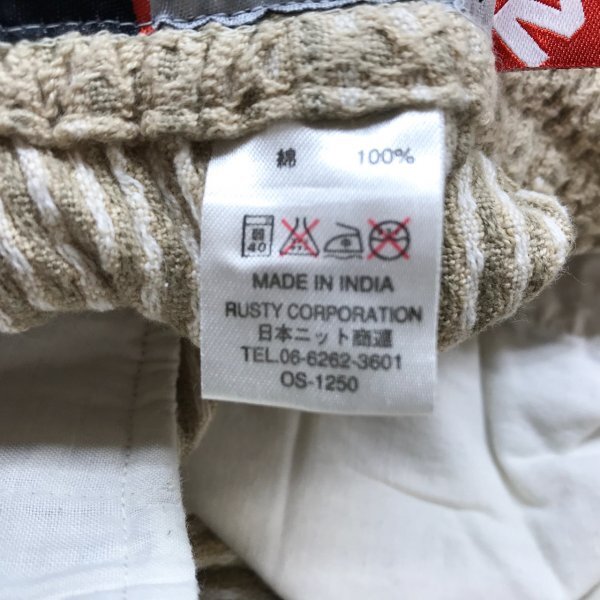 綿 100%
弱
40
MADE IN INDIA
RUSTY CORPORATION
日本ニット商連
TEL.06-6262-3601
OS-1250